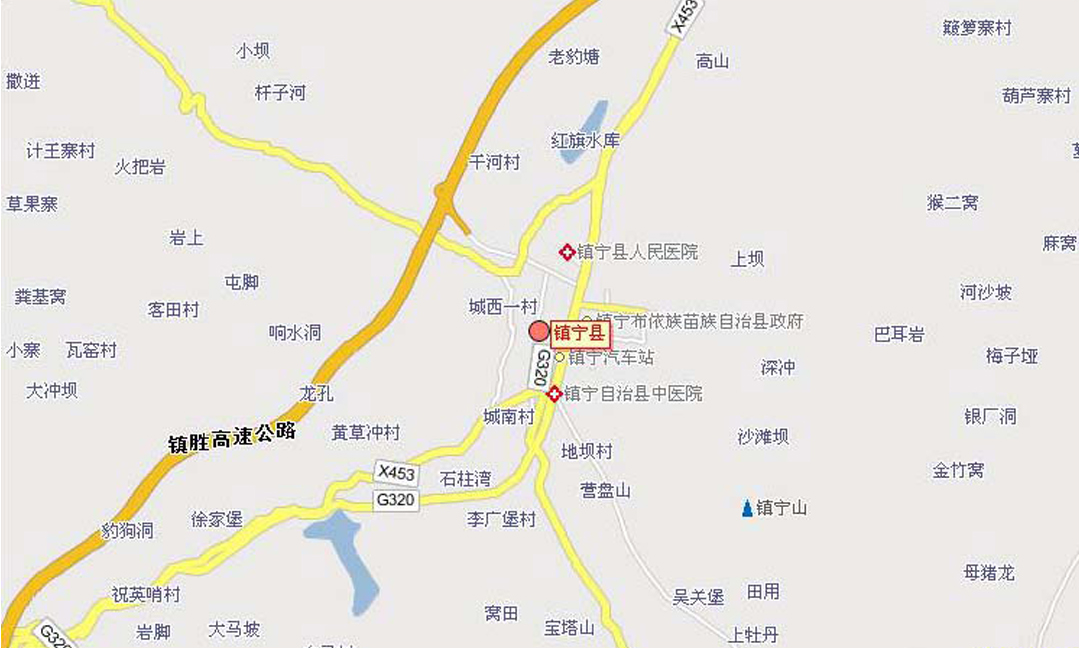 X453
簸箩寨村
小坝
老豹塘
高山
撒迸
杆子河
葫芦寨村
红旗水库
计王寨村
火把岩
千河村
草果寨
猴二窝
岩上
麻窝
镇宁县人民医院
上坝
屯脚
粪基窝
客田村
城西一村
河沙坡
响水洞
镇宁县
镇宁布依族苗族自治县政府
巴耳岩
小寨
瓦窑村
镇宁汽车站
梅子垭
G320
深冲
大冲坝
龙孔
镇宁自治县中医院
城南村
银厂洞
镇胜高速公路
黄草冲村
沙滩坝
地坝村
X453
石柱湾
金竹窝
G320
营盘山
镇宁山
徐家堡
李广堡村
豹狗洞
母猪龙
祝英哨村
吴关堡
田用
窝田
岩脚
大马坡
宝塔山
上牡丹
G320